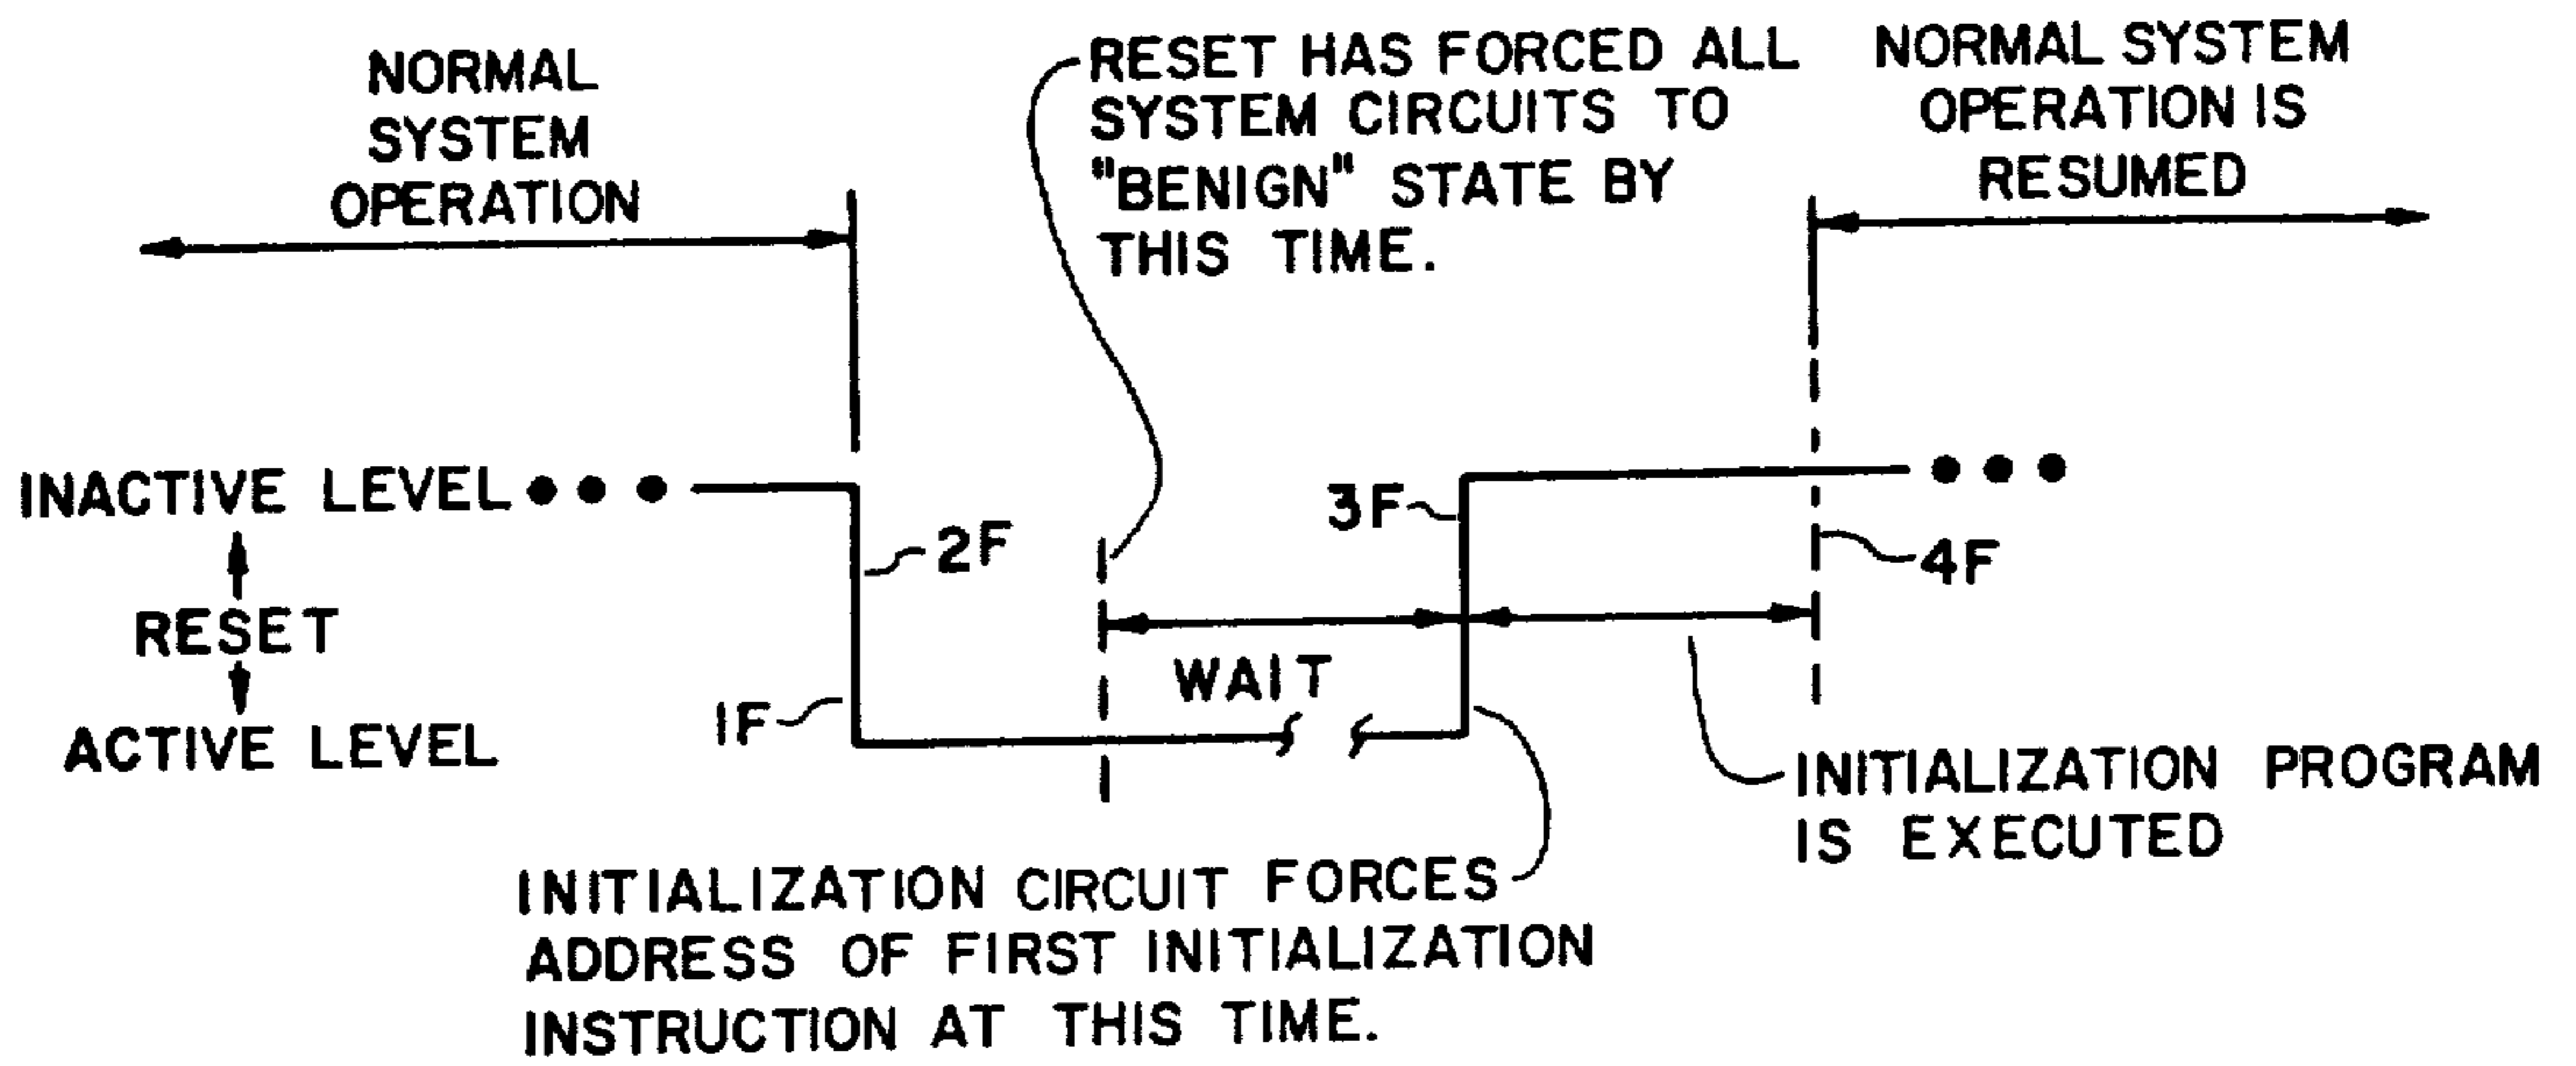 NORMAL
SYSTEM
OPERATION
RESET HAS FORCED ALL
SYSTEM CIRCUITS TO
"BENIGN" STATE BY
THIS TIME.
NORMAL SYSTEM
OPERATION IS
RESUMED
INACTIVE LEVEL
RESET
ACTIVE LEVEL
2F
1F
3F
4F
WAIT
INITIALIZATION PROGRAM
IS EXECUTED
INITIALIZATION CIRCUIT FORCES
ADDRESS OF FIRST INITIALIZATION
INSTRUCTION AT THIS TIME.